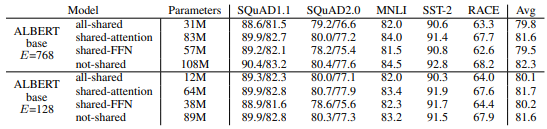 Model Parameters SQuAD1.1 SQuAD2.0 MNLI SST-2 RACE Avg
ALBERT base E=768 all-shared 31M 88.6/81.5 79.2/76.6 82.0 90.6 63.3 79.8
shared-attention 83M 89.9/82.7 80.0/77.2 84.0 91.4 67.7 81.6
shared-FFN 57M 89.2/82.1 78.2/75.4 81.5 90.8 62.6 79.5
not-shared 108M 90.4/83.2 80.4/77.6 84.5 92.8 68.2 82.3
ALBERT base E=128 all-shared 12M 89.3/82.3 80.0/77.1 82.0 90.3 64.0 80.1
shared-attention 64M 89.9/82.8 80.7/77.9 83.4 91.9 67.6 81.7
shared-FFN 38M 88.9/81.6 78.6/75.6 82.3 91.7 64.4 80.2
not-shared 89M 89.9/82.8 80.3/77.3 83.2 91.5 67.9 81.6